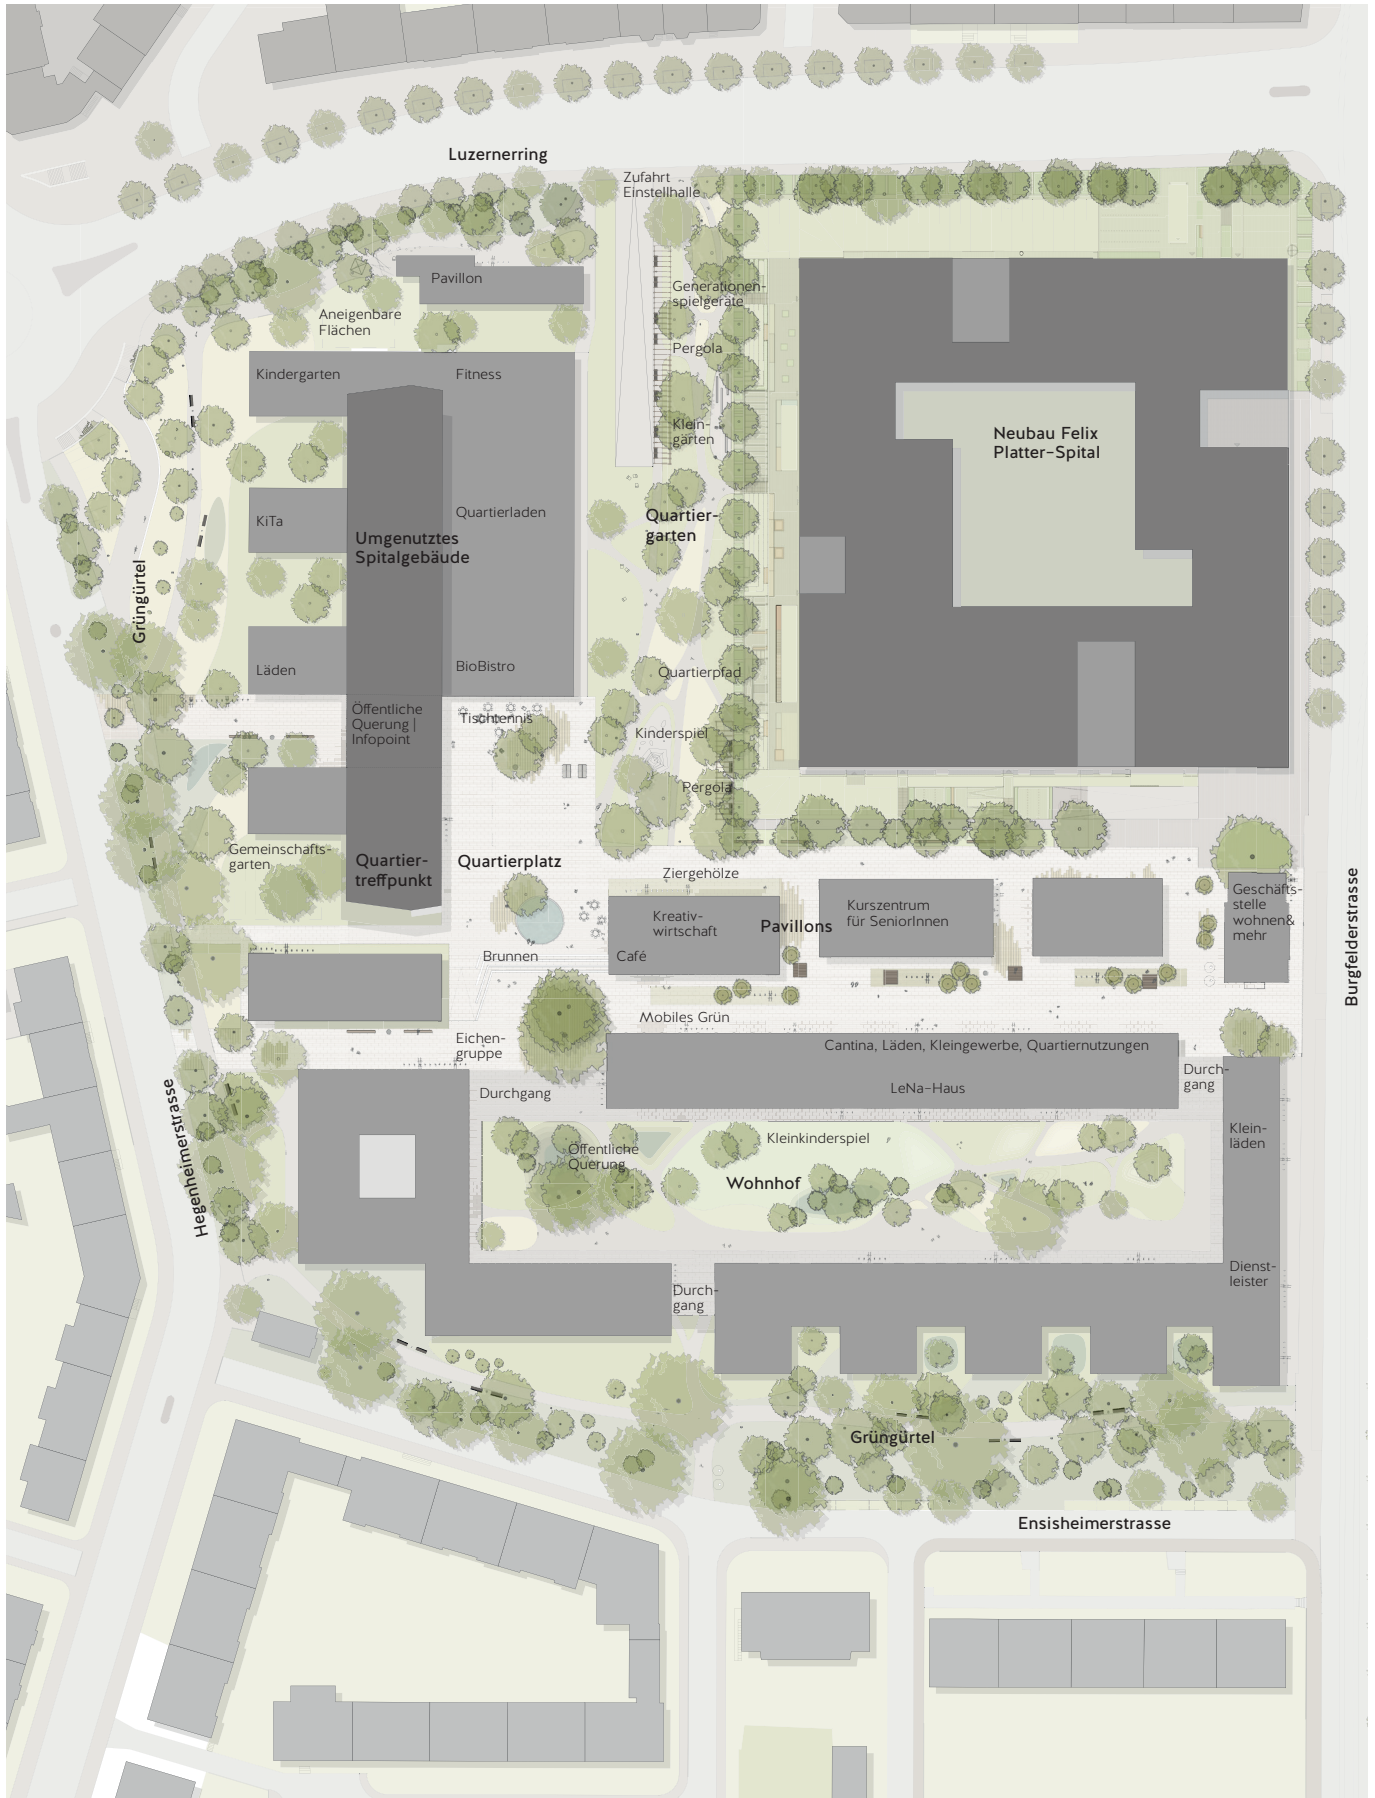 Luzernerring
Zufahrt
Einstellhalle
Pavillon
Aneigenbare
Flächen
Generationen-
spielgeräte
Pergola
Kindergarten
Fitness
Klein-
gärten
Neubau Felix
Platter-Spital
KiTa
Quartierladen
Quartier-
garten
Umgenutztes
Spitalgebäude
Grüngürtel
Läden
BioBistro
Quartierpfad
Öffentliche
Querung |
Infopoint
Tischtennis
Kinderspiel
Pergola
Gemeinschafts-
garten
Quartier-
treffpunkt
Quartierplatz
Ziergehölze
Kreativ-
wirtschaft
Pavillons
Kurszentrum
für SeniorInnen
Geschäfts-
stelle
wohnen&
mehr
Burgfelderstrasse
Brunnen
Café
Mobiles Grün
Eichen-
gruppe
Cantina, Läden, Kleingewerbe, Quartiernutzungen
LeNa-Haus
Durch-
gang
Durchgang
Hegenheimerstrasse
Kleinkinderspiel
Öffentliche
Querung
Wohnhof
Klein-
läden
Dienst-
leister
Durch-
gang
Grüngürtel
Ensisheimerstrasse